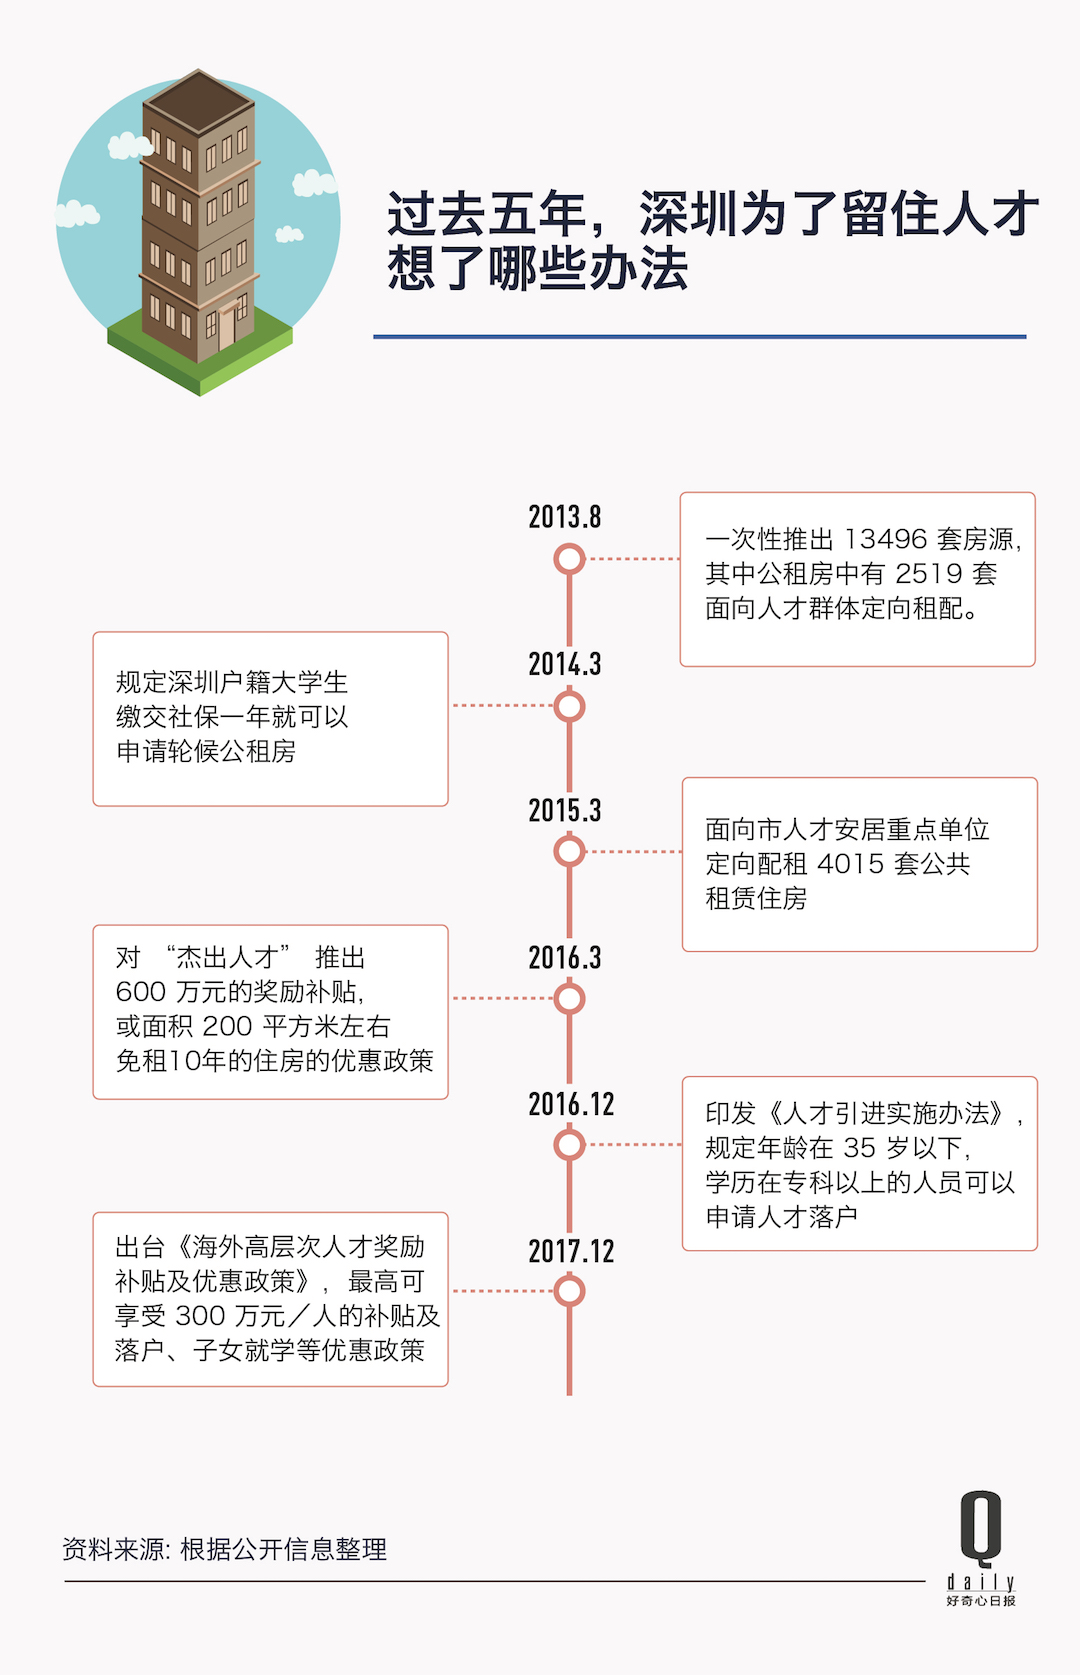 过去五年，深圳为了留住人才
想了哪些办法
2013.8
一次性推出 13496 套房源，
其中公租房中有 2519 套
面向人才群体定向租配。
2014.3
规定深圳户籍大学生
缴交社保一年就可以
申请轮候公租房
2015.3
面向市人才安居重点单位
定向配租 4015 套公共
租赁住房
2016.3
对 “杰出人才” 推出
600 万元的奖励补贴，
或面积 200 平方米左右
免租10年的住房的优惠政策
2016.12
印发《人才引进实施办法》，
规定年龄在 35 岁以下，
学历在专科以上的人员可以
申请人才落户
2017.12
出台《海外高层次人才奖励
补贴及优惠政策》，最高可
享受 300 万元／人的补贴及
落户、子女就学等优惠政策
资料来源: 根据公开信息整理
Q
daily
好奇心日报